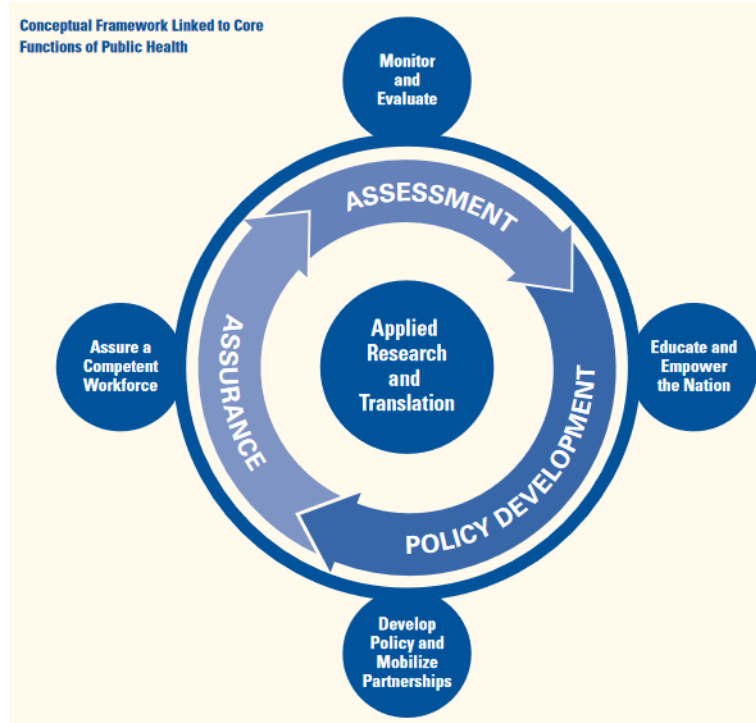 Conceptual Framework Linked to Core
Functions of Public Health
Monitor
and
Evaluate
ASSESSMENT
Applied
Research
and
Translation
Assure a
Competent
Workforce
ASSURANCE
Educate and
Empower
the Nation
POLICY DEVELOPMENT
Develop
Policy and
Mobilize
Partnerships